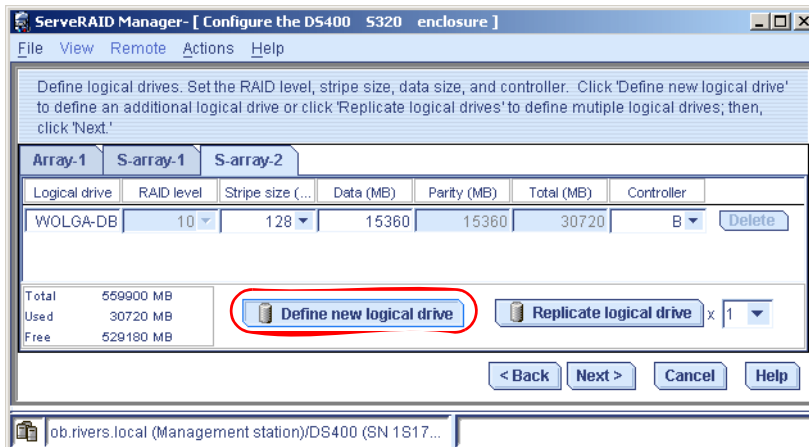 ServeRAID Manager- [ Configure the DS400 S320 enclosure ]
File View Remote Actions Help
Define logical drives. Set the RAID level, stripe size, data size, and controller. Click 'Define new logical drive'
to define an additional logical drive or click 'Replicate logical drives' to define mutiple logical drives; then,
click 'Next.'
Array-1 S-array-1 S-array-2
Logical drive RAID level Stripe size (... Data (MB) Parity (MB) Total (MB) Controller
WOLGA-DB 10 128 15360 15360 30720 B Delete
Total 559900 MB
Used 30720 MB
Free 529180 MB
Define new logical drive Replicate logical drive x 1
< Back Next > Cancel Help
ob.rivers.local (Management station)/DS400 (SN 1S17...